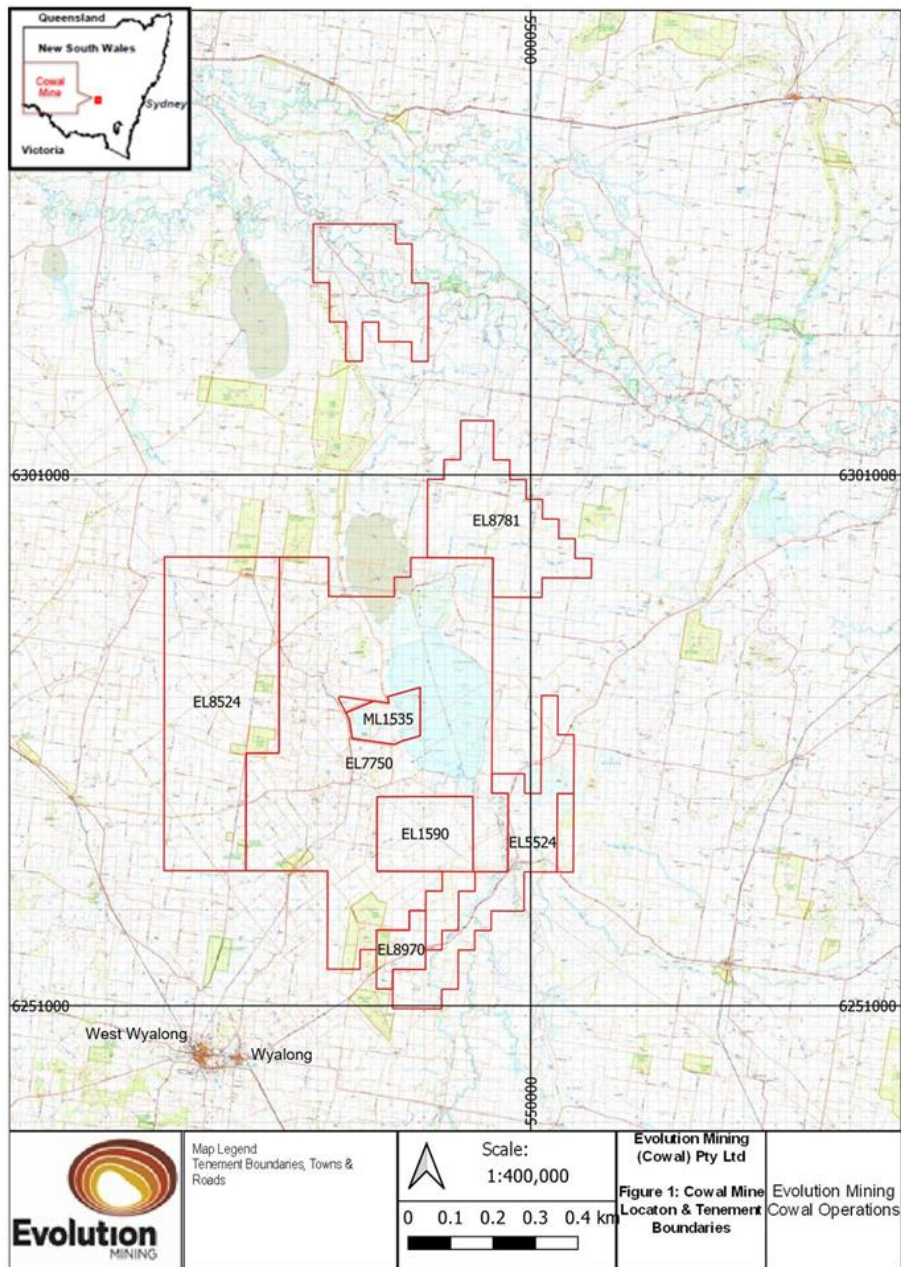 Queensland
New South Wales
Cowal
Mine
Sydney
Victoria
550000
6301008
6301008
EL8781
EL8524
ML1535
EL7750
EL1590
EL5524
EL8970
6251000
6251000
West Wyalong
Wyalong
550000
Evolution
MINING
Map Legend
Tenement Boundaries, Towns &
Roads
Scale:
1:400,000
0 0.1 0.2 0.3 0.4 km
Evolution Mining
(Cowal) Pty Ltd
Figure 1: Cowal Mine
Locaton & Tenement
Boundaries
Evolution Mining
Cowal Operations